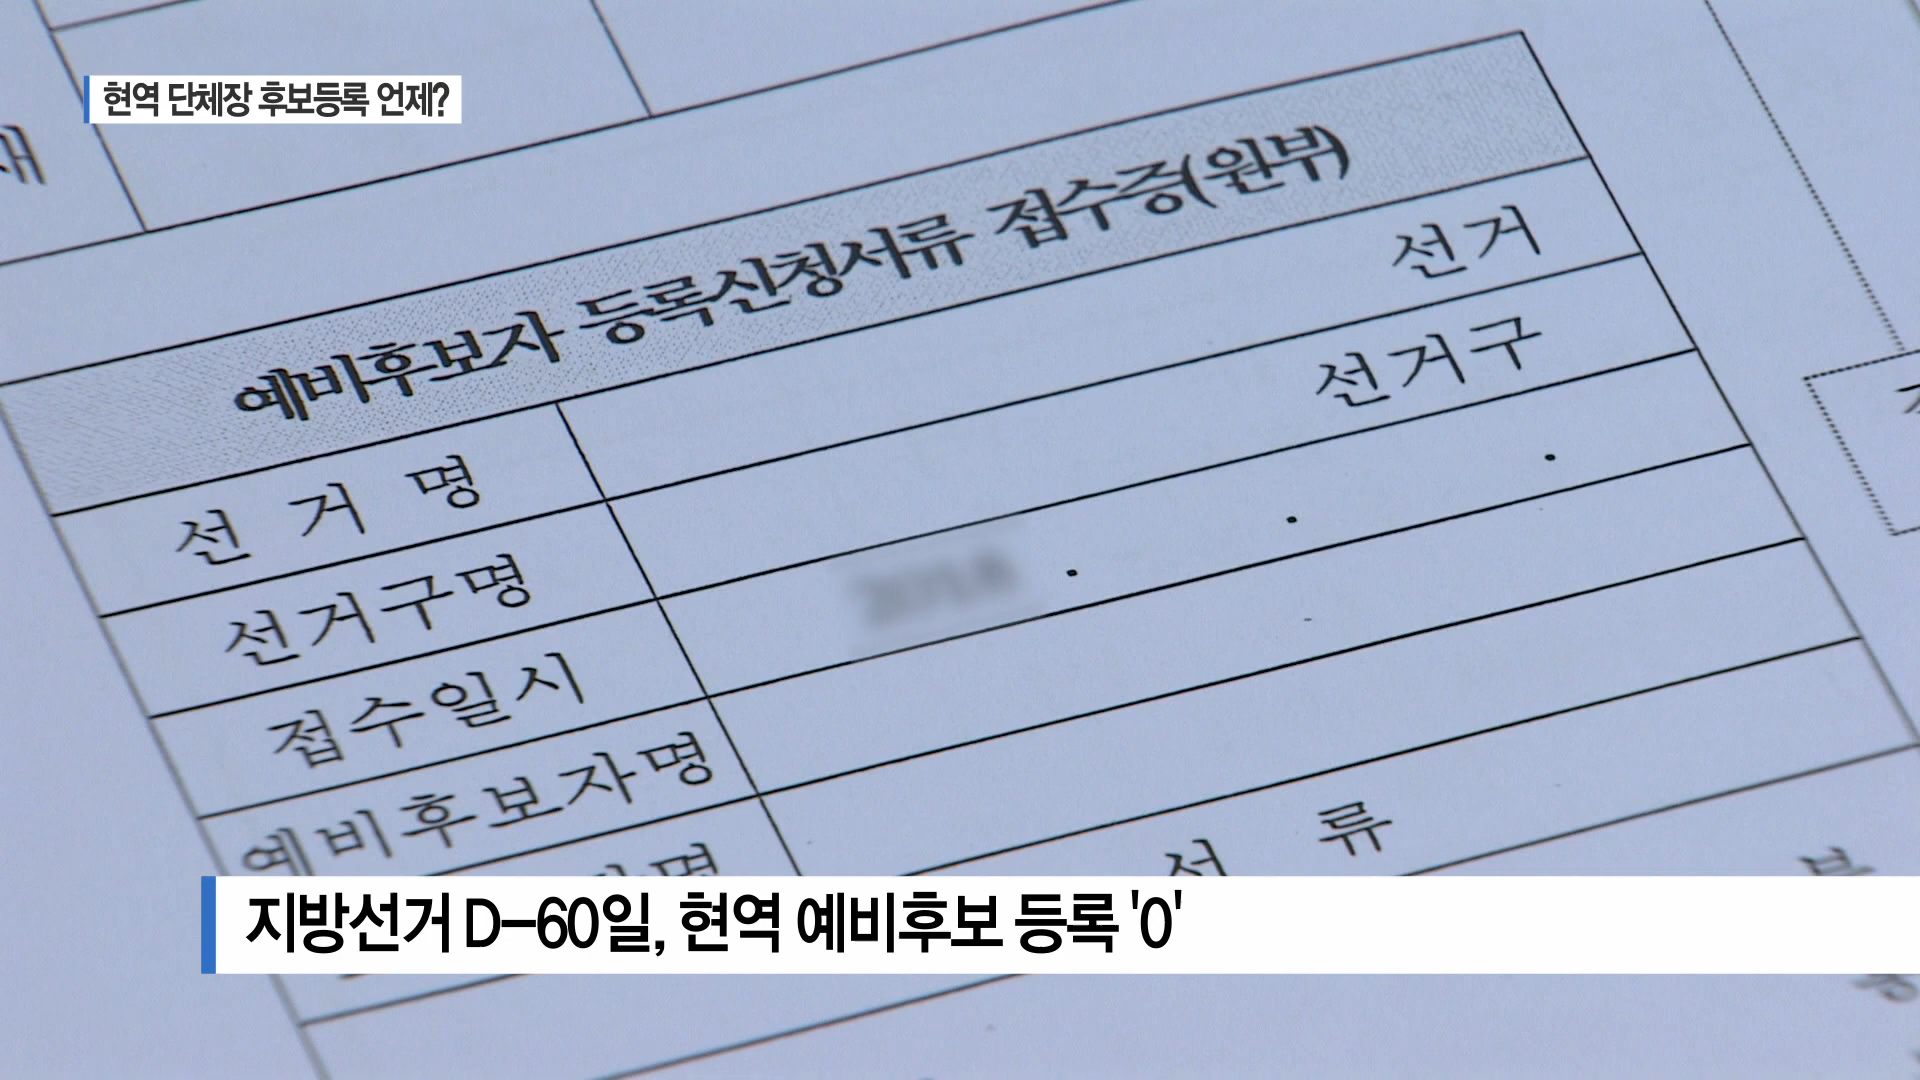 현역 단체장 후보등록 언제?
재
예비후보자 등록신청서류 접수증(원부)
선 거 명
선거
선거구명
선거구
접수일시
. . .
예비후보자명
서 류
부
지방선거 D-60일, 현역 예비후보 등록 '0'